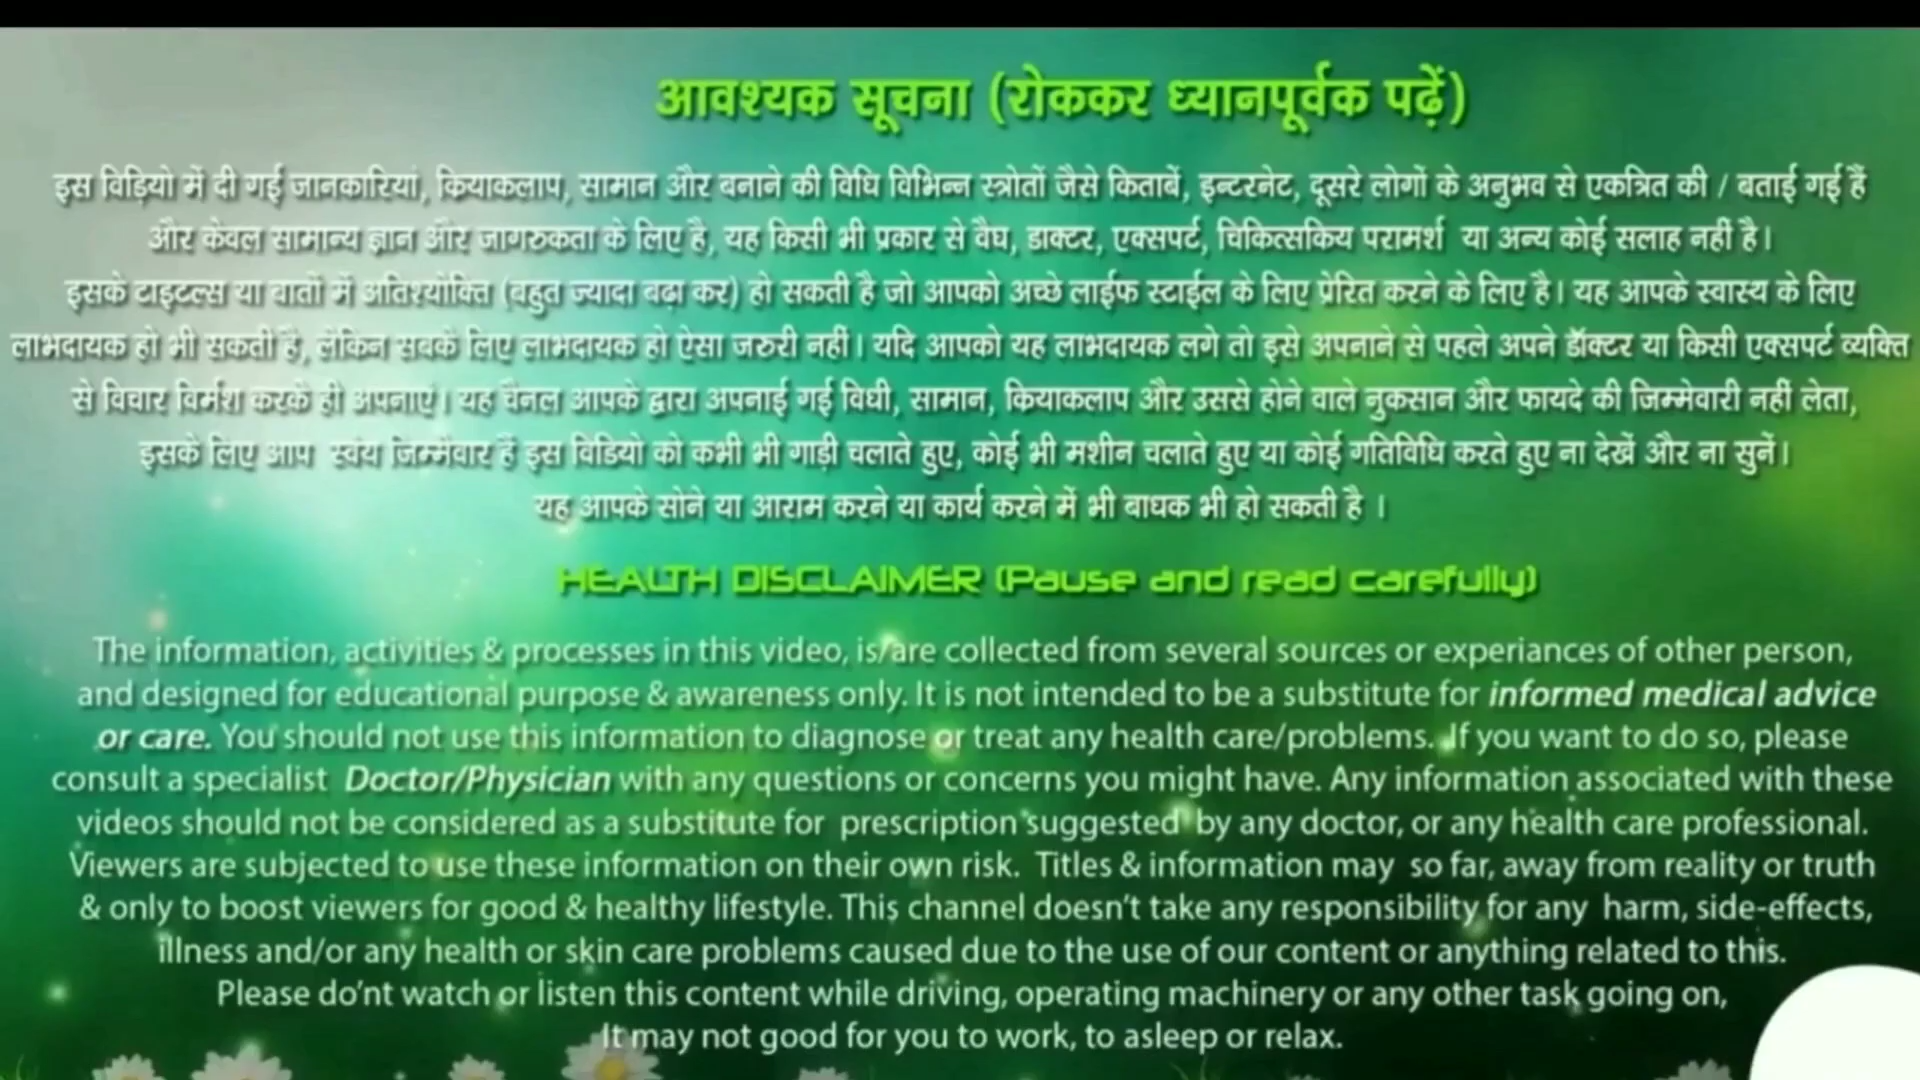 आवश्यक सूचना (रोककर ध्यानपूर्वक पढ़ें)
इस विडियो में दी गई जानकारियां, क्रियाकलाप, सामान और बनाने की विधि विभिन्न स्त्रोतों जैसे किताबें, इन्टरनेट, दूसरे लोगों के अनुभव से एकत्रित की / बताई गई हैं
और केवल सामान्य ज्ञान और जागरुकता के लिए है, यह किसी भी प्रकार से वैघ, डाक्टर, एक्सपर्ट, चिकित्सकिय परामर्श या अन्य कोई सलाह नहीं है।
इसके टाइटल्स या बातों में अतिश्योक्ति (बहुत ज्यादा बढ़ा कर) हो सकती है जो आपको अच्छे लाईफ स्टाईल के लिए प्रेरित करने के लिए है। यह आपके स्वास्थ के लिए
लाभदायक हो भी सकती है, लेकिन सबके लिए लाभदायक हो ऐसा जरुरी नहीं। यदि आपको यह लाभदायक लगे तो इसे अपनाने से पहले अपने डॅाक्टर या किसी एक्सपर्ट व्यक्ति
से विचार विर्मश करके ही अपनाएं। यह चैनल आपके द्वारा अपनाई गई विधी, सामान, क्रियाकलाप और उससे होने वाले नुकसान और फायदे की जिम्मेवारी नहीं लेता,
इसके लिए आप स्वंय जिम्मेवार हैं इस विडियो को कभी भी गाड़ी चलाते हुए, कोई भी मशीन चलाते हुए या कोई गतिविधि करते हुए ना देखें और ना सुनें।
यह आपके सोने या आराम करने या कार्य करने में भी बाधक भी हो सकती है ।
HEALTH DISCLAIMER (Pause and read carefully)
The information, activities & processes in this video, is/are collected from several sources or experiances of other person,
and designed for educational purpose & awareness only. It is not intended to be a substitute for informed medical advice
or care. You should not use this information to diagnose or treat any health care/problems. If you want to do so, please
consult a specialist Doctor/Physician with any questions or concerns you might have. Any information associated with these
videos should not be considered as a substitute for prescription suggested by any doctor, or any health care professional.
Viewers are subjected to use these information on their own risk. Titles & information may so far, away from reality or truth
& only to boost viewers for good & healthy lifestyle. This channel doesn't take any responsibility for any harm, side-effects,
illness and/or any health or skin care problems caused due to the use of our content or anything related to this.
Please do'nt watch or listen this content while driving, operating machinery or any other task going on,
It may not good for you to work, to asleep or relax.